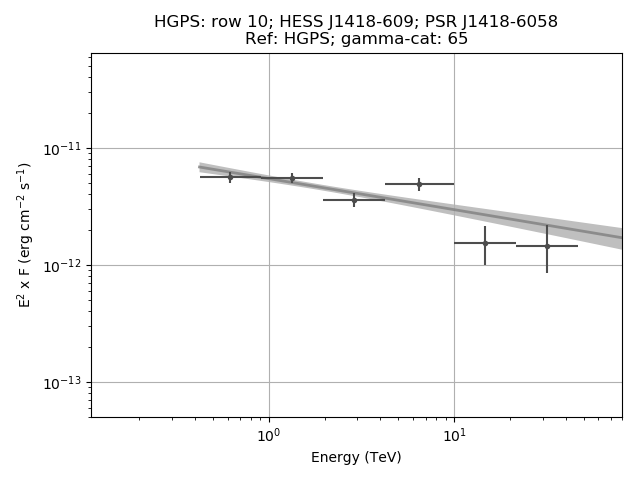 HGPS: row 10; HESS J1418-609; PSR J1418-6058
Ref: HGPS; gamma-cat: 65
E² x F (erg cm⁻² s⁻¹)
10⁻¹¹
10⁻¹²
10⁻¹³
10⁰ 10¹
Energy (TeV)